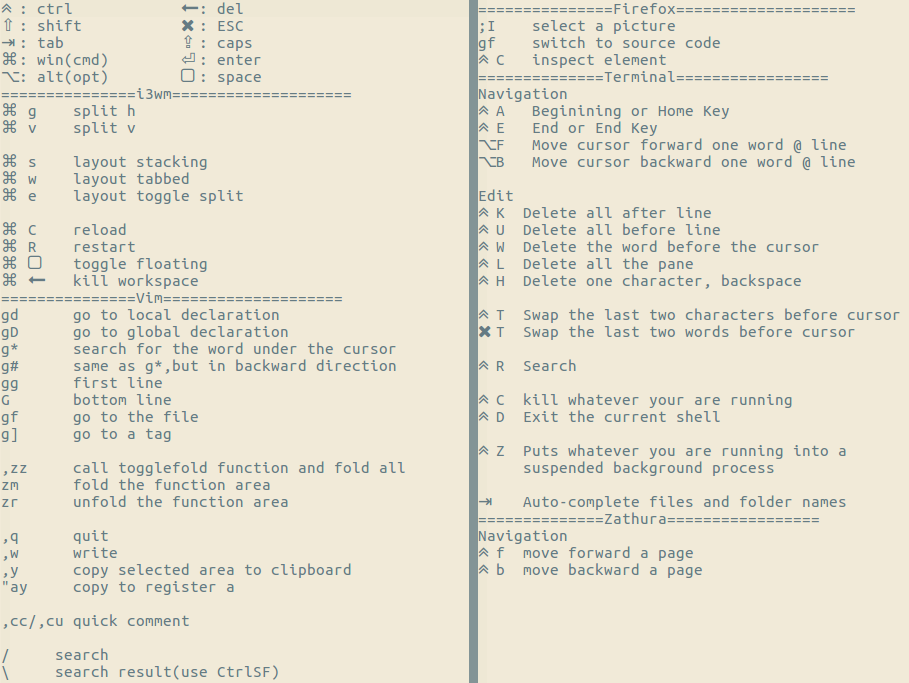 ⌃ : ctrl            ⟵: del
⇧ : shift           ✖ : ESC
⇥ : tab             ⇪ : caps
⌘: win(cmd)        ⏎ : enter
⌥: alt(opt)        ▢ : space
===============i3wm====================
⌘ g    split h
⌘ v    split v

⌘ s    layout stacking
⌘ w    layout tabbed
⌘ e    layout toggle split

⌘ C    reload
⌘ R    restart
⌘ ▢    toggle floating
⌘ ⟵    kill workspace
===============Vim====================
gd      go to local declaration
gD      go to global declaration
g*      search for the word under the cursor
g#      same as g*,but in backward direction
gg      first line
G       bottom line
gf      go to the file
g]      go to a tag

,zz     call togglefold function and fold all
zm      fold the function area
zr      unfold the function area

,q      quit
,w      write
,y      copy selected area to clipboard
"ay     copy to register a

,cc/,cu quick comment

/     search
\     search result(use CtrlSF)
===============Firefox====================
;I    select a picture
gf    switch to source code
⌃ C   inspect element
==============Terminal=================
Navigation
⌃ A   Beginining or Home Key
⌃ E   End or End Key
⌥F   Move cursor forward one word @ line
⌥B   Move cursor backward one word @ line

Edit
⌃ K  Delete all after line
⌃ U  Delete all before line
⌃ W  Delete the word before the cursor
⌃ L  Delete all the pane
⌃ H  Delete one character, backspace

⌃ T  Swap the last two characters before cursor
✖ T  Swap the last two words before cursor

⌃ R  Search

⌃ C  kill whatever your are running
⌃ D  Exit the current shell

⌃ Z  Puts whatever you are running into a
     suspended background process

⇥    Auto-complete files and folder names
==============Zathura=================
Navigation
⌃ f  move forward a page
⌃ b  move backward a page